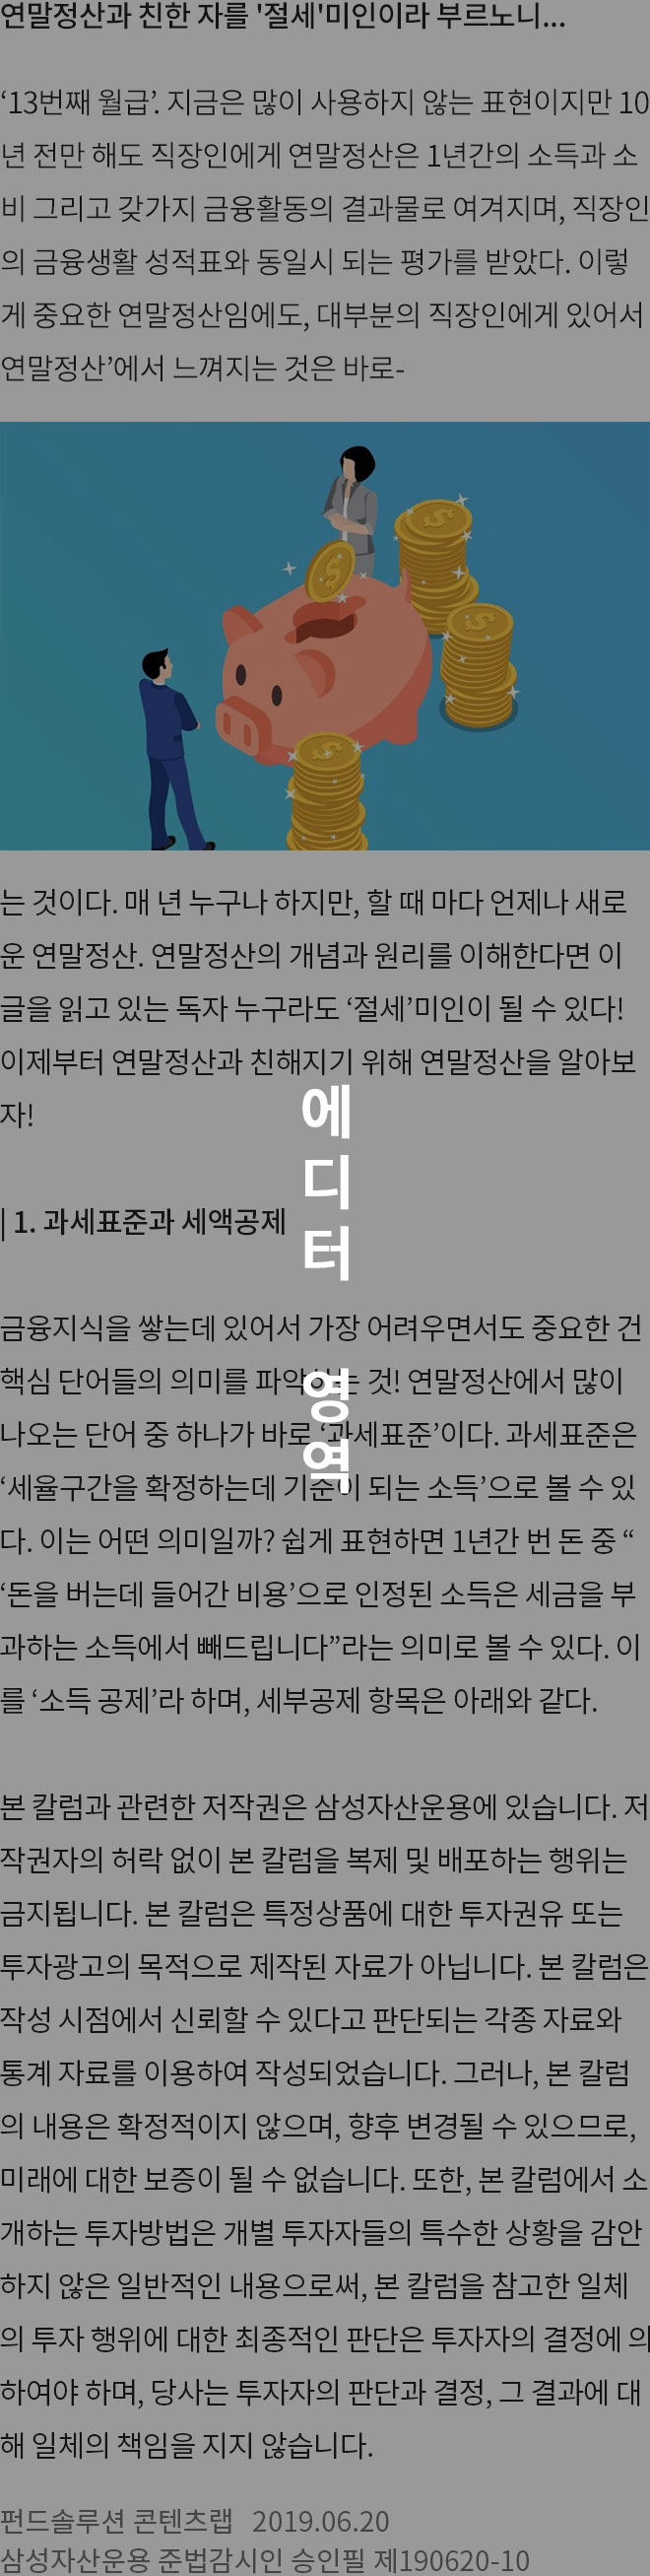 연말정산과 친한 자를 '절세'미인이라 부르노니...
‘13번째 월급’. 지금은 많이 사용하지 않는 표현이지만 10
년 전만 해도 직장인에게 연말정산은 1년간의 소득과 소
비 그리고 갖가지 금융활동의 결과물로 여겨지며, 직장인
의 금융생활 성적표와 동일시 되는 평가를 받았다. 이렇
게 중요한 연말정산임에도, 대부분의 직장인에게 있어서
연말정산’에서 느껴지는 것은 바로-
는 것이다. 매 년 누구나 하지만, 할 때 마다 언제나 새로
운 연말정산. 연말정산의 개념과 원리를 이해한다면 이
글을 읽고 있는 독자 누구라도 ‘절세’미인이 될 수 있다!
이제부터 연말정산과 친해지기 위해 연말정산을 알아보
자!
에디터 영역
| 1. 과세표준과 세액공제
금융지식을 쌓는데 있어서 가장 어려우면서도 중요한 건
핵심 단어들의 의미를 파악하는 것! 연말정산에서 많이
나오는 단어 중 하나가 바로 ‘과세표준’이다. 과세표준은
‘세율구간을 확정하는데 기준이 되는 소득’으로 볼 수 있
다. 이는 어떤 의미일까? 쉽게 표현하면 1년간 번 돈 중 “
‘돈을 버는데 들어간 비용’으로 인정된 소득은 세금을 부
과하는 소득에서 빼드립니다”라는 의미로 볼 수 있다. 이
를 ‘소득 공제’라 하며, 세부공제 항목은 아래와 같다.
본 칼럼과 관련한 저작권은 삼성자산운용에 있습니다. 저
작권자의 허락 없이 본 칼럼을 복제 및 배포하는 행위는
금지됩니다. 본 칼럼은 특정상품에 대한 투자권유 또는
투자광고의 목적으로 제작된 자료가 아닙니다. 본 칼럼은
작성 시점에서 신뢰할 수 있다고 판단되는 각종 자료와
통계 자료를 이용하여 작성되었습니다. 그러나, 본 칼럼
의 내용은 확정적이지 않으며, 향후 변경될 수 있으므로,
미래에 대한 보증이 될 수 없습니다. 또한, 본 칼럼에서 소
개하는 투자방법은 개별 투자자들의 특수한 상황을 감안
하지 않은 일반적인 내용으로써, 본 칼럼을 참고한 일체
의 투자 행위에 대한 최종적인 판단은 투자자의 결정에 의
하여야 하며, 당사는 투자자의 판단과 결정, 그 결과에 대
해 일체의 책임을 지지 않습니다.
펀드솔루션 콘텐츠랩 2019.06.20
삼성자산운용 준법감시인 승인필 제190620-10